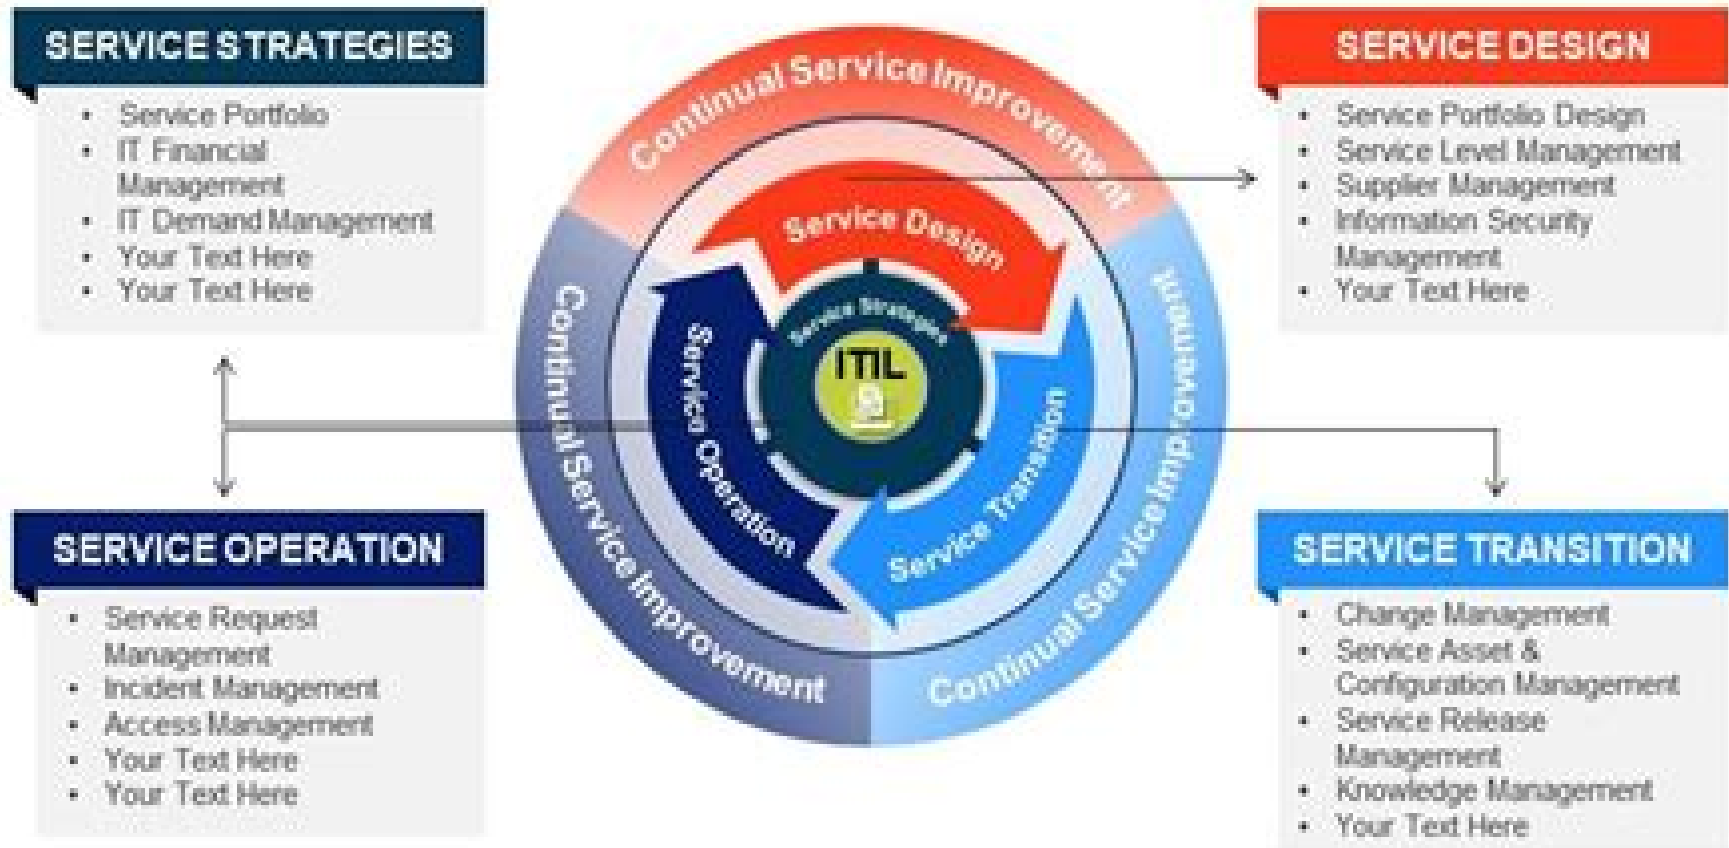 SERVICE STRATEGIES
• Service Portfolio
• IT Financial
Management
• IT Demand Management
• Your Text Here
• Your Text Here
SERVICE DESIGN
• Service Portfolio Design
• Service Level Management
• Supplier Management
• Information Security
Management
• Your Text Here
Continual Service Improvement
Continual Service Improvement
Continual Service Improvement
Service Design
Service Transition
Service Operation
Service Strategies
ITIL
SERVICE OPERATION
• Service Request
Management
• Incident Management
• Access Management
• Your Text Here
• Your Text Here
SERVICE TRANSITION
• Change Management
• Service Asset &
Configuration Management
• Service Release
Management
• Knowledge Management
• Your Text Here